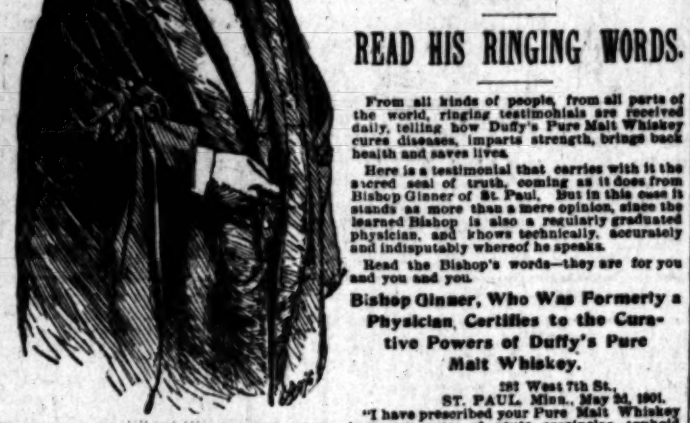 READ HIS RINGING WORDS.
From all kinds of people, from all parts of
the world, ringing testimonials are received
daily, telling how Duffy's Pure Malt Whiskey
cures diseases, imparts strength, brings back
health and saves lives.
Here is a testimonial that carries with it the
sacred seal of truth, coming as it does from
Bishop Ginner of St. Paul. But in this case it
stands as more than a mere opinion, since the
learned Bishop is also a regularly graduated
physician, and knows technically, accurately
and indisputably whereof he speaks.
Read the Bishop's words—they are for you
and you and you.
Bishop Ginner, Who Was Formerly a
Physician, Certifies to the Cura-
tive Powers of Duffy's Pure
Malt Whiskey.
West 7th St.,
ST. PAUL, Minn., May 2d, 1901.
"I have prescribed your Pure Malt Whiskey